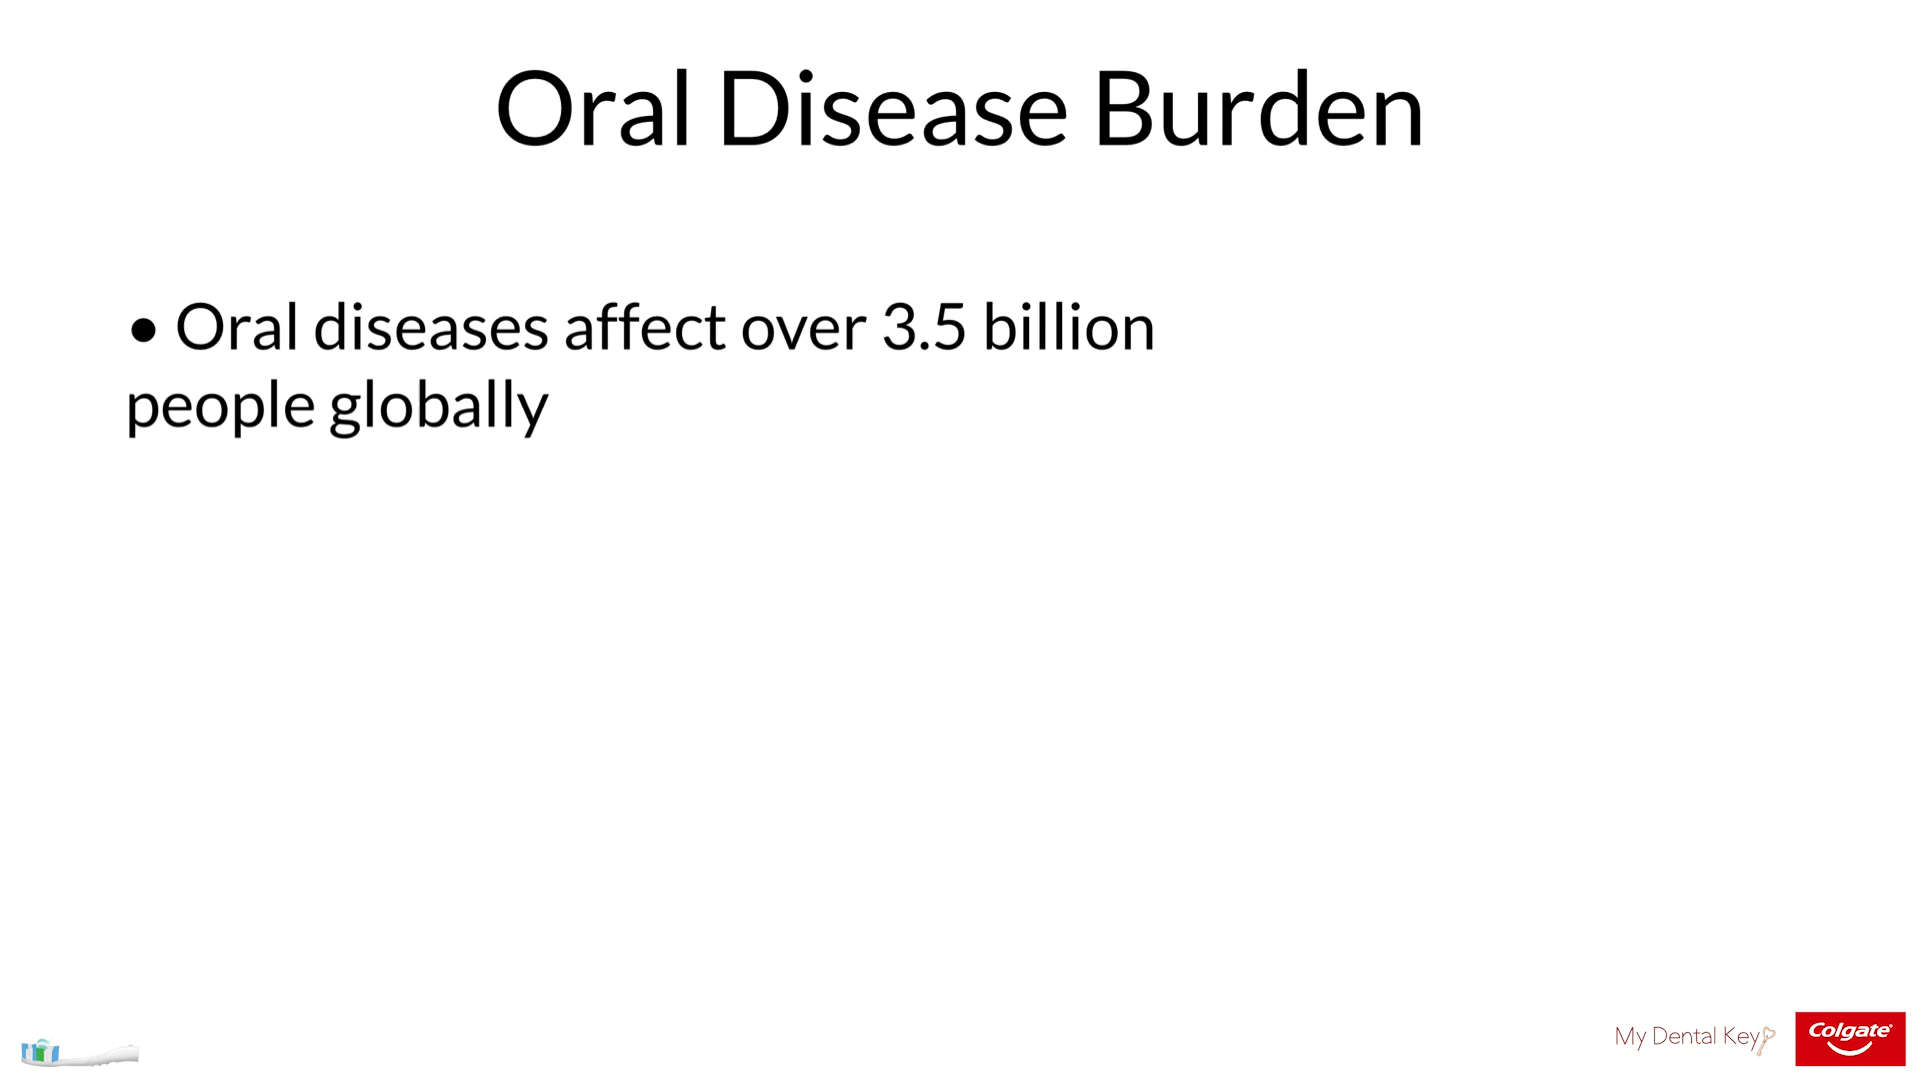 Oral Disease Burden
• Oral diseases affect over 3.5 billion
people globally
My Dental Key
Colgate®